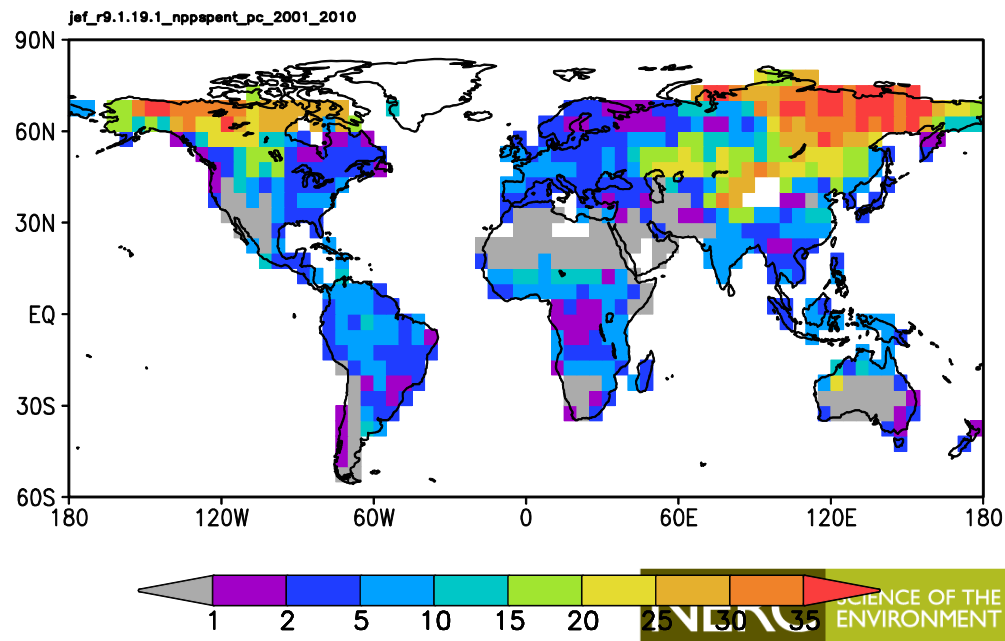 jef_r9.1.19.1_nppspent_pc_2001_2010
90N
60N
30N
EQ
30S
60S
180 120W 60W 0 60E 120E 180
1 2 5 10 15 20 25 30 35
NERC SCIENCE OF THE
ENVIRONMENT